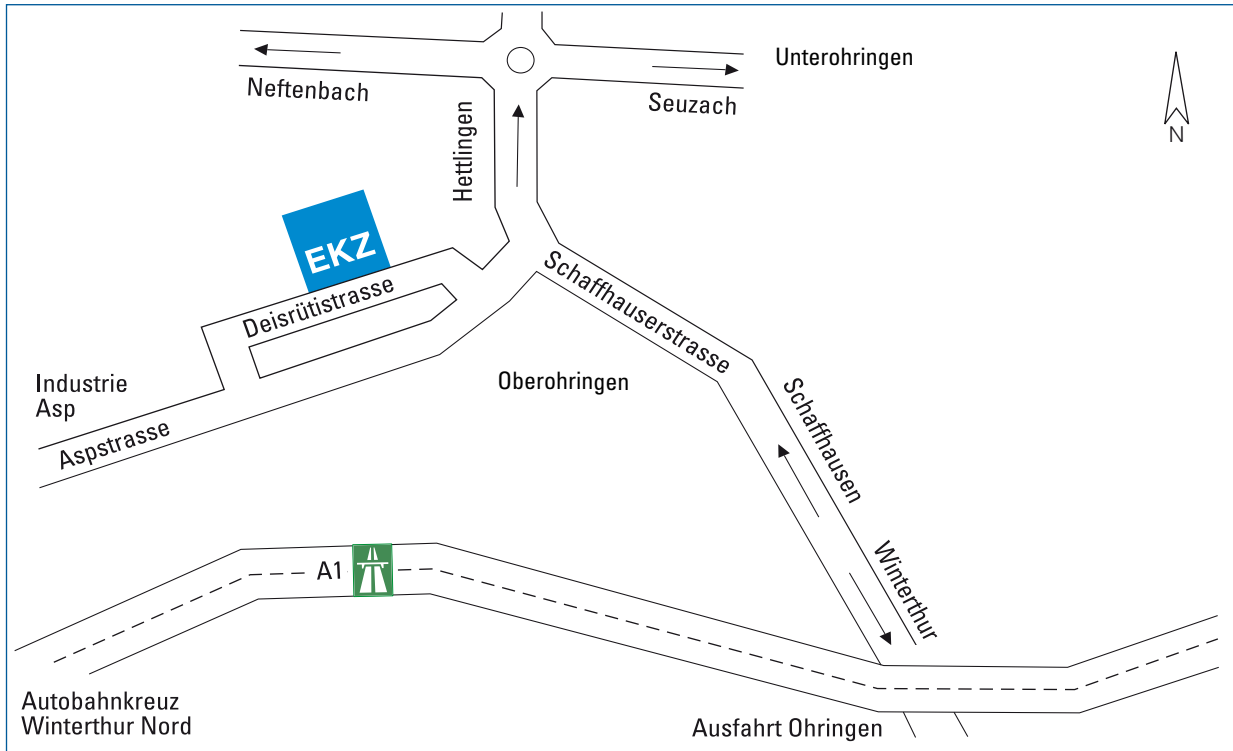 Unterohringen
Neftenbach
Seuzach
Hettlingen
N
EKZ
Deisrütistrasse
Schaffhauserstrasse
Oberohringen
Industrie
Asp
Aspstrasse
Schaffhausen
Winterthur
A1
Autobahnkreuz
Winterthur Nord
Ausfahrt Ohringen